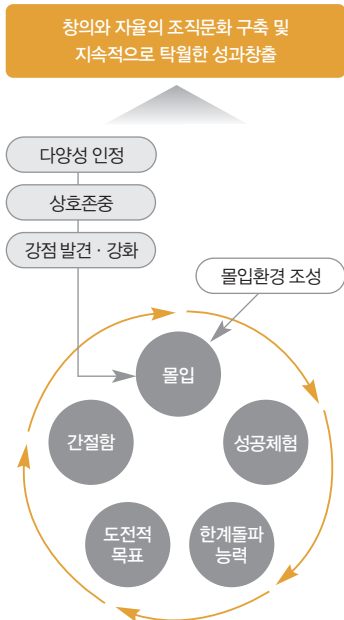 창의와 자율의 조직문화 구축 및
지속적으로 탁월한 성과창출
다양성 인정
상호존중
강점 발견 · 강화
몰입환경 조성
몰입
간절함
성공체험
도전적
목표
한계돌파
능력